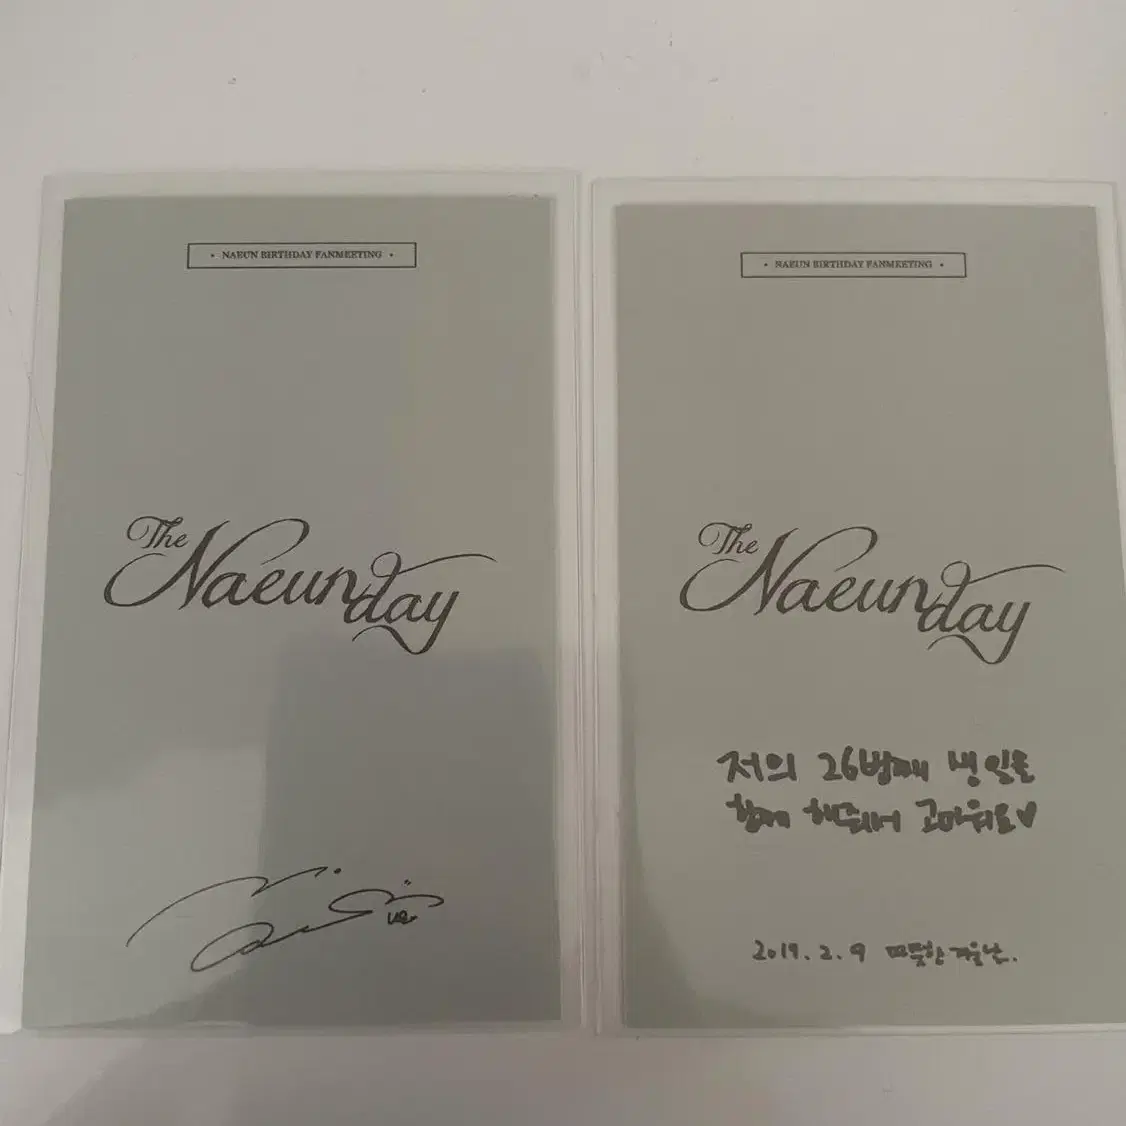 • NAEUN BIRTHDAY FANMEETING •
The
Naeun
day
• NAEUN BIRTHDAY FANMEETING •
The
Naeun
day
저의 26번째 생일을
함께 해줘서 고마워요♡
2019. 2. 9 따뜻한 겨울날.